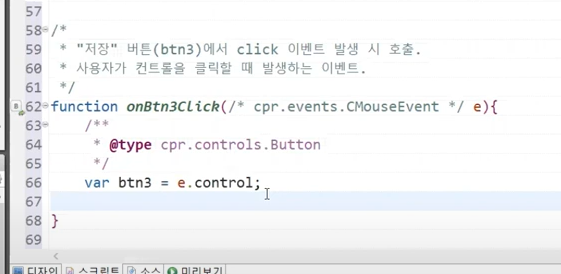 57
58 /*
59  * "저장" 버튼(btn3)에서 click 이벤트 발생 시 호출.
60  * 사용자가 컨트롤을 클릭할 때 발생하는 이벤트.
61  */
62 function onBtn3Click(/* cpr.events.CMouseEvent */ e){
63     /**
64      * @type cpr.controls.Button
65      */
66     var btn3 = e.control;
67
68 }
69
디자인 스크립트 소스 미리보기